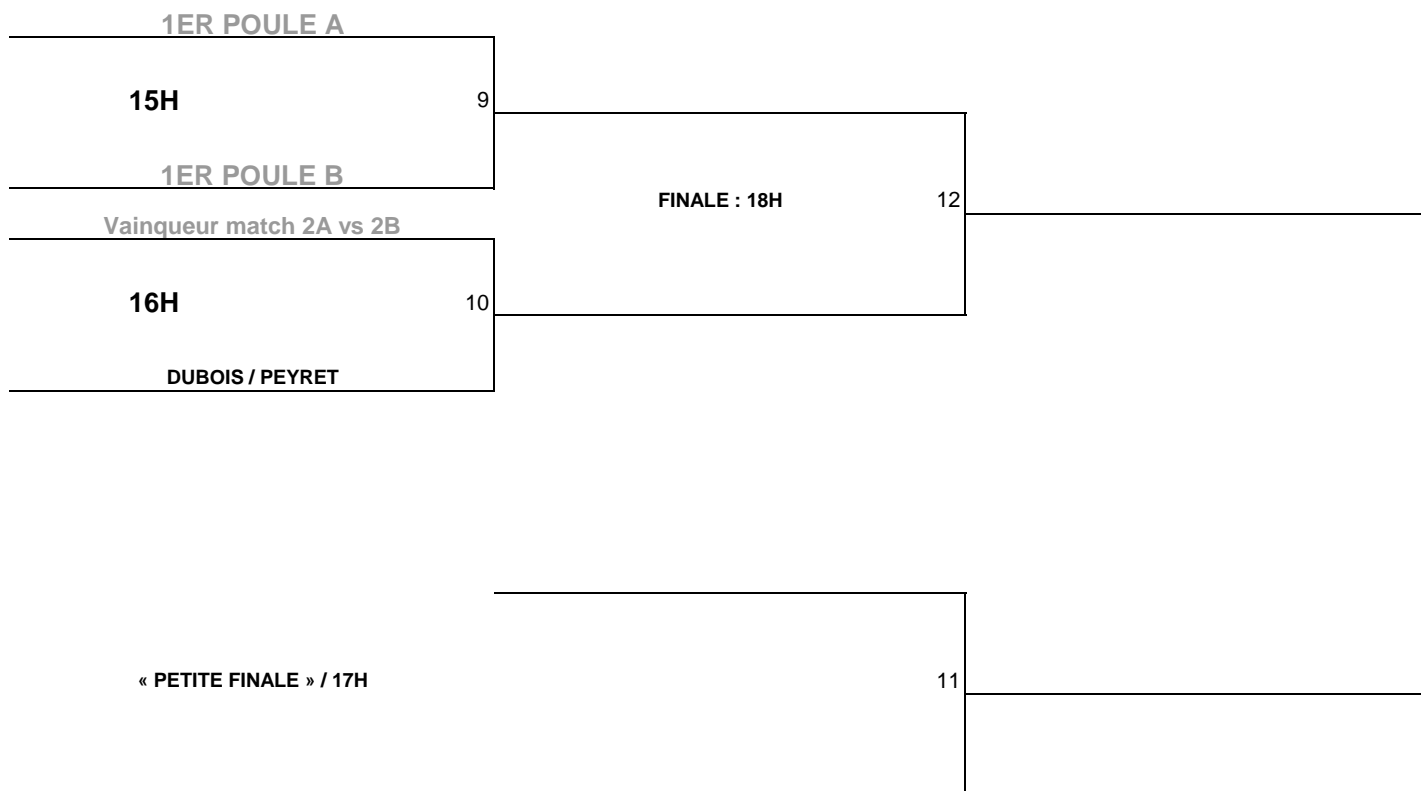 1ER POULE A
15H
9
1ER POULE B
FINALE : 18H
12
Vainqueur match 2A vs 2B
16H
10
DUBOIS / PEYRET
« PETITE FINALE » / 17H
11